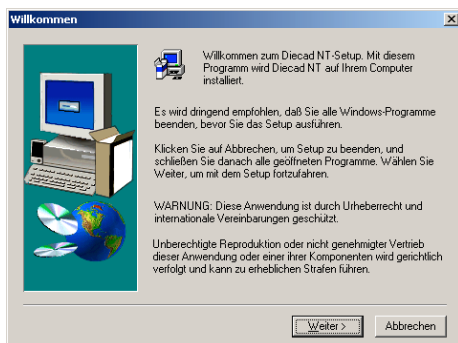 Willkommen
Willkommen zum Diecad NT-Setup. Mit diesem
Programm wird Diecad NT auf Ihrem Computer
installiert.
Es wird dringend empfohlen, daß Sie alle Windows-Programme
beenden, bevor Sie das Setup ausführen.
Klicken Sie auf Abbrechen, um Setup zu beenden, und
schließen Sie danach alle geöffneten Programme. Wählen Sie
Weiter, um mit dem Setup fortzufahren.
WARNUNG: Diese Anwendung ist durch Urheberrecht und
internationale Vereinbarungen geschützt.
Unberechtigte Reproduktion oder nicht genehmigter Vertrieb
dieser Anwendung oder einer ihrer Komponenten wird gerichtlich
verfolgt und kann zu erheblichen Strafen führen.
Weiter > Abbrechen